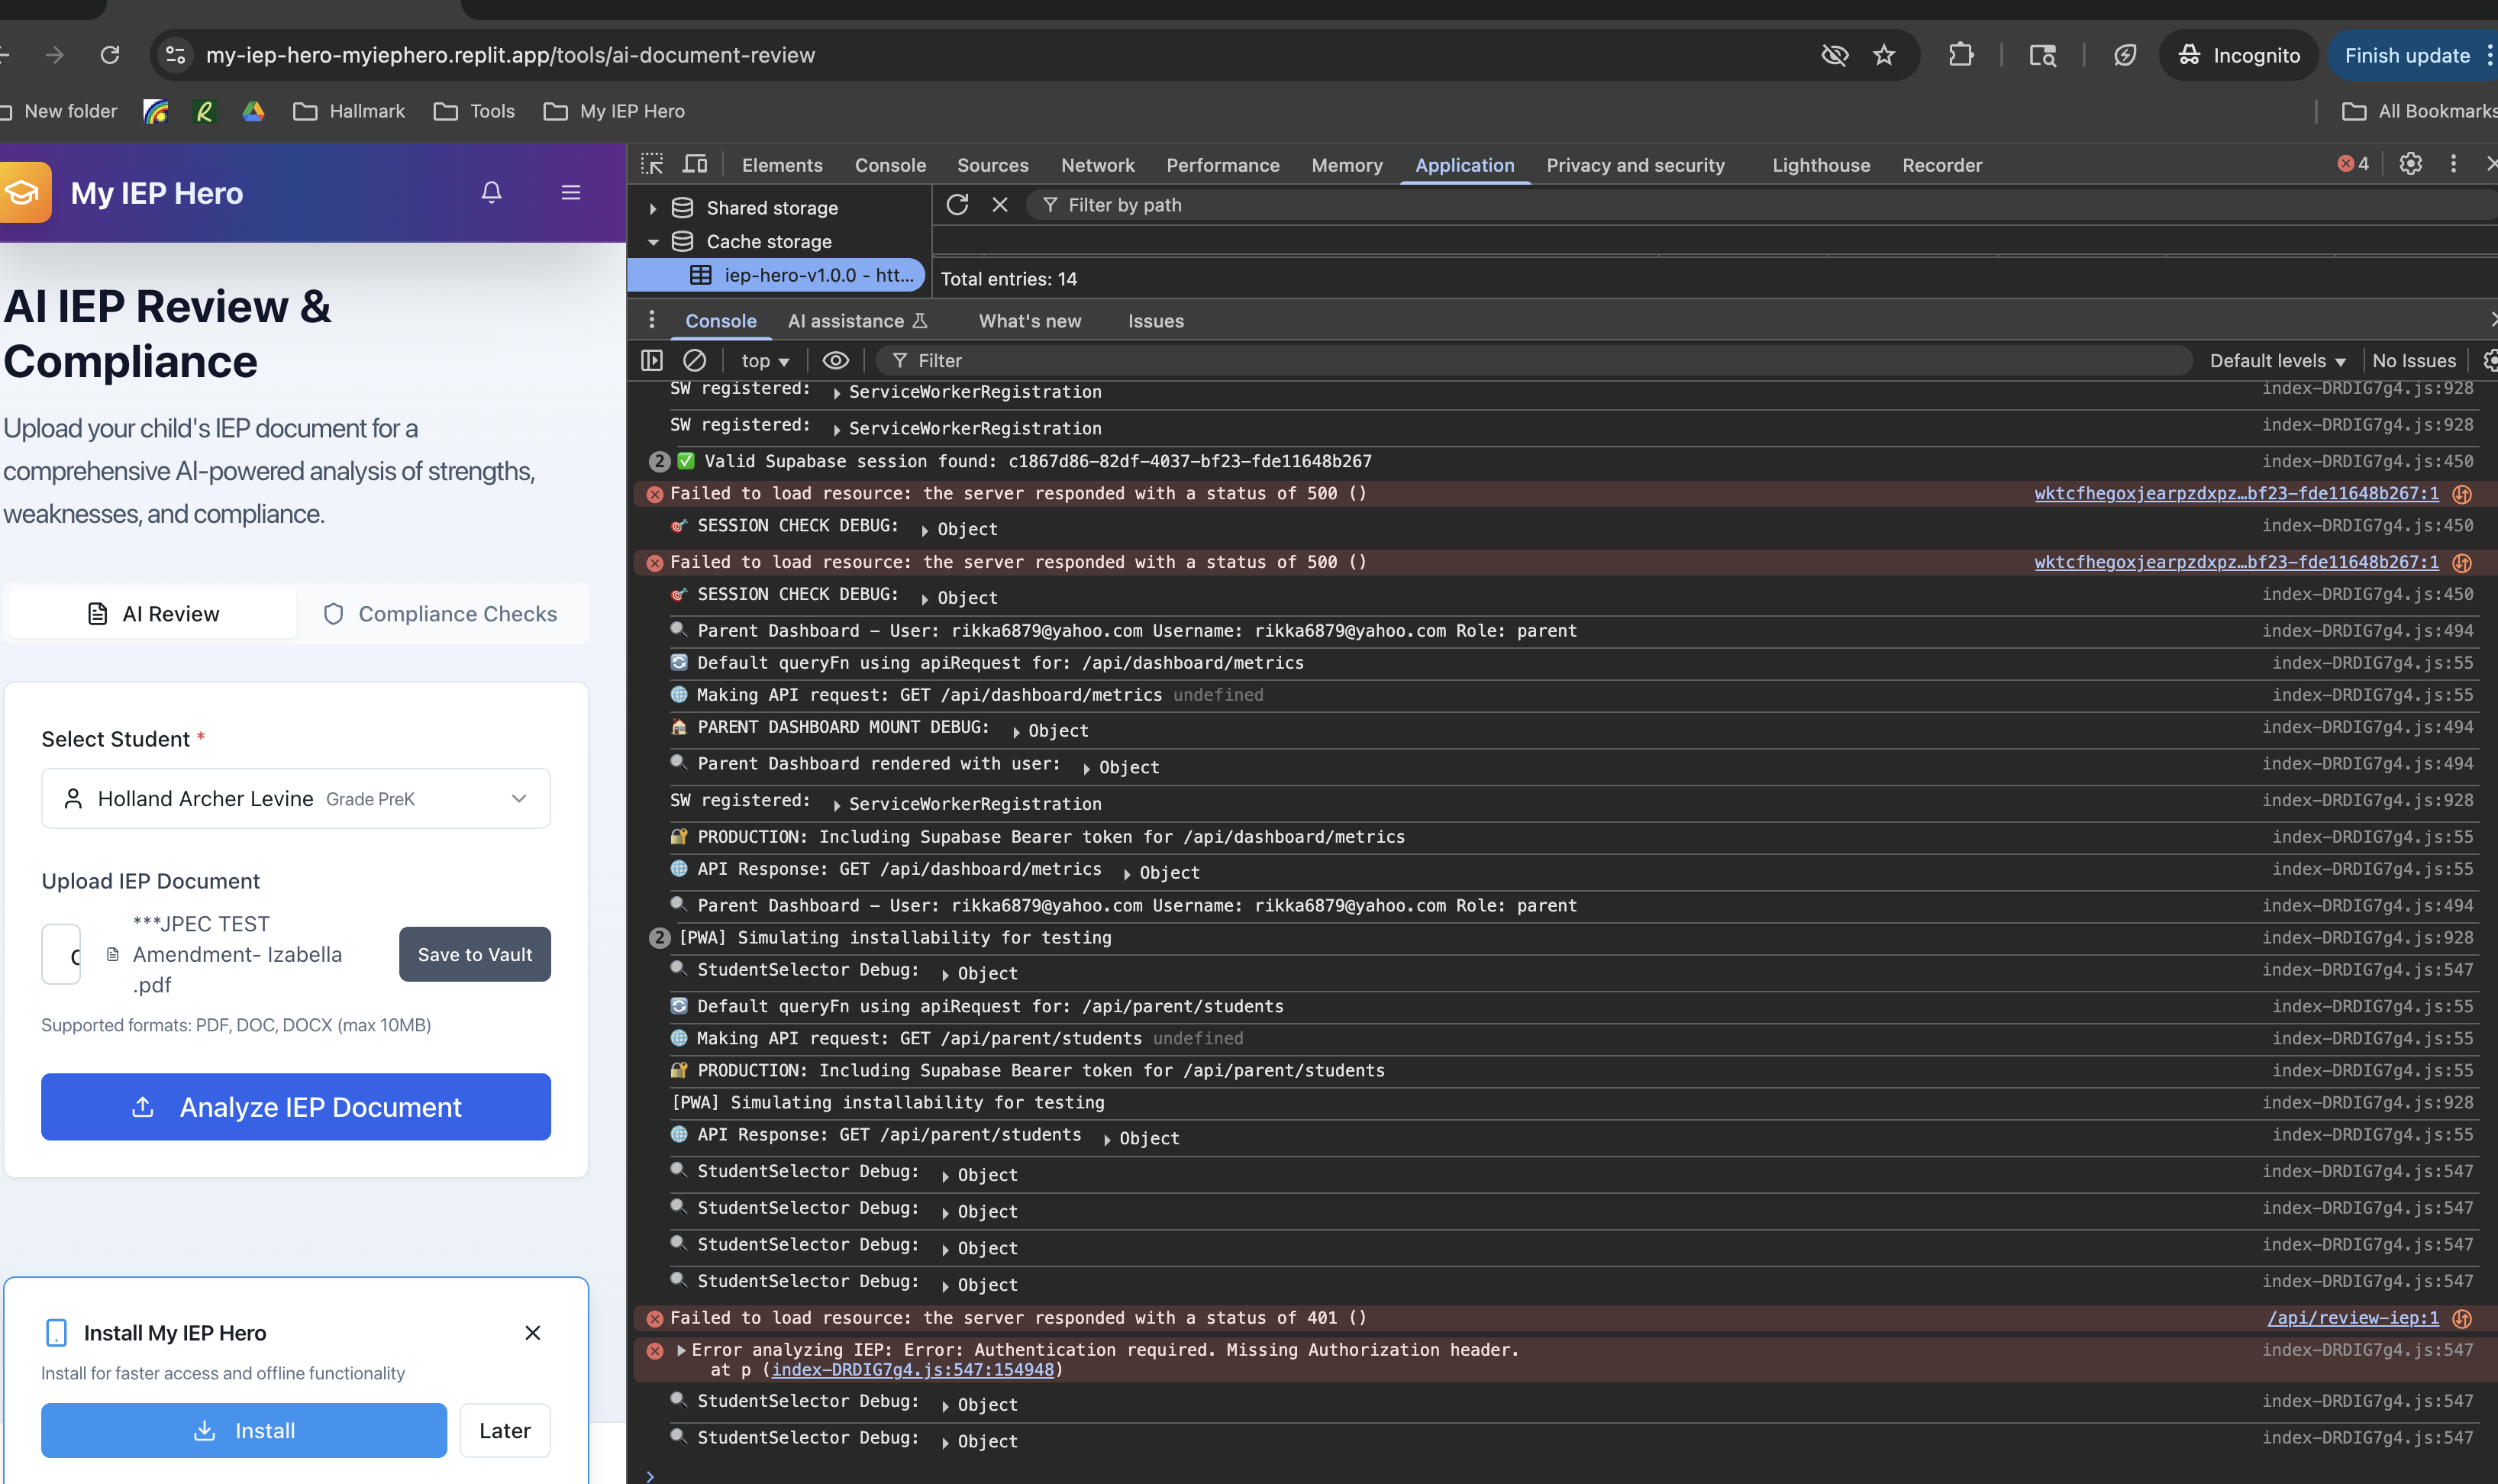 my-iep-hero-myiephero.replit.app/tools/ai-document-review
Incognito
Finish update
New folder
Hallmark
Tools
My IEP Hero
All Bookmarks
My IEP Hero
AI IEP Review &
Compliance
Upload your child's IEP document for a
comprehensive AI-powered analysis of strengths,
weaknesses, and compliance.
AI Review
Compliance Checks
Select Student *
Holland Archer Levine Grade PreK
Upload IEP Document
***JPEC TEST
Amendment- Izabella
.pdf
Save to Vault
Supported formats: PDF, DOC, DOCX (max 10MB)
Analyze IEP Document
Install My IEP Hero
Install for faster access and offline functionality
Install
Later
Elements Console Sources Network Performance Memory Application Privacy and security Lighthouse Recorder 4
Shared storage
Cache storage
iep-hero-v1.0.0 - htt...
Filter by path
Total entries: 14
Console AI assistance What's new Issues
top Filter Default levels No Issues
SW registered: ServiceWorkerRegistration index-DRDIG7g4.js:928
SW registered: ServiceWorkerRegistration index-DRDIG7g4.js:928
2 ✅ Valid Supabase session found: c1867d86-82df-4037-bf23-fde11648b267 index-DRDIG7g4.js:450
Failed to load resource: the server responded with a status of 500 () wktcfhegoxjearpzdxpz…bf23-fde11648b267:1
🎯 SESSION CHECK DEBUG: Object index-DRDIG7g4.js:450
Failed to load resource: the server responded with a status of 500 () wktcfhegoxjearpzdxpz…bf23-fde11648b267:1
🎯 SESSION CHECK DEBUG: Object index-DRDIG7g4.js:450
🔍 Parent Dashboard - User: rikka6879@yahoo.com Username: rikka6879@yahoo.com Role: parent index-DRDIG7g4.js:494
🔄 Default queryFn using apiRequest for: /api/dashboard/metrics index-DRDIG7g4.js:55
🌐 Making API request: GET /api/dashboard/metrics undefined index-DRDIG7g4.js:55
🏠 PARENT DASHBOARD MOUNT DEBUG: Object index-DRDIG7g4.js:494
🔍 Parent Dashboard rendered with user: Object index-DRDIG7g4.js:494
SW registered: ServiceWorkerRegistration index-DRDIG7g4.js:928
🔐 PRODUCTION: Including Supabase Bearer token for /api/dashboard/metrics index-DRDIG7g4.js:55
🌐 API Response: GET /api/dashboard/metrics Object index-DRDIG7g4.js:55
🔍 Parent Dashboard - User: rikka6879@yahoo.com Username: rikka6879@yahoo.com Role: parent index-DRDIG7g4.js:494
2 [PWA] Simulating installability for testing index-DRDIG7g4.js:928
🔍 StudentSelector Debug: Object index-DRDIG7g4.js:547
🔄 Default queryFn using apiRequest for: /api/parent/students index-DRDIG7g4.js:55
🌐 Making API request: GET /api/parent/students undefined index-DRDIG7g4.js:55
🔐 PRODUCTION: Including Supabase Bearer token for /api/parent/students index-DRDIG7g4.js:55
[PWA] Simulating installability for testing index-DRDIG7g4.js:928
🌐 API Response: GET /api/parent/students Object index-DRDIG7g4.js:55
🔍 StudentSelector Debug: Object index-DRDIG7g4.js:547
🔍 StudentSelector Debug: Object index-DRDIG7g4.js:547
🔍 StudentSelector Debug: Object index-DRDIG7g4.js:547
🔍 StudentSelector Debug: Object index-DRDIG7g4.js:547
Failed to load resource: the server responded with a status of 401 () /api/review-iep:1
Error analyzing IEP: Error: Authentication required. Missing Authorization header. index-DRDIG7g4.js:547
at p (index-DRDIG7g4.js:547:154948)
🔍 StudentSelector Debug: Object index-DRDIG7g4.js:547
🔍 StudentSelector Debug: Object index-DRDIG7g4.js:547